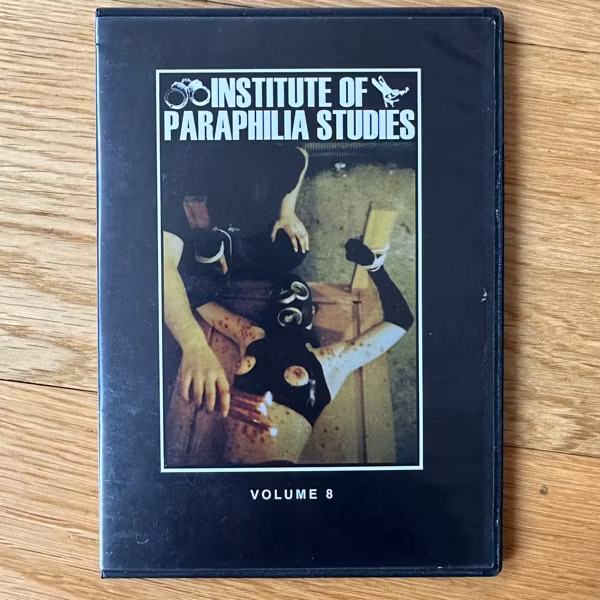 INSTITUTE OF
PARAPHILIA STUDIES
VOLUME 8